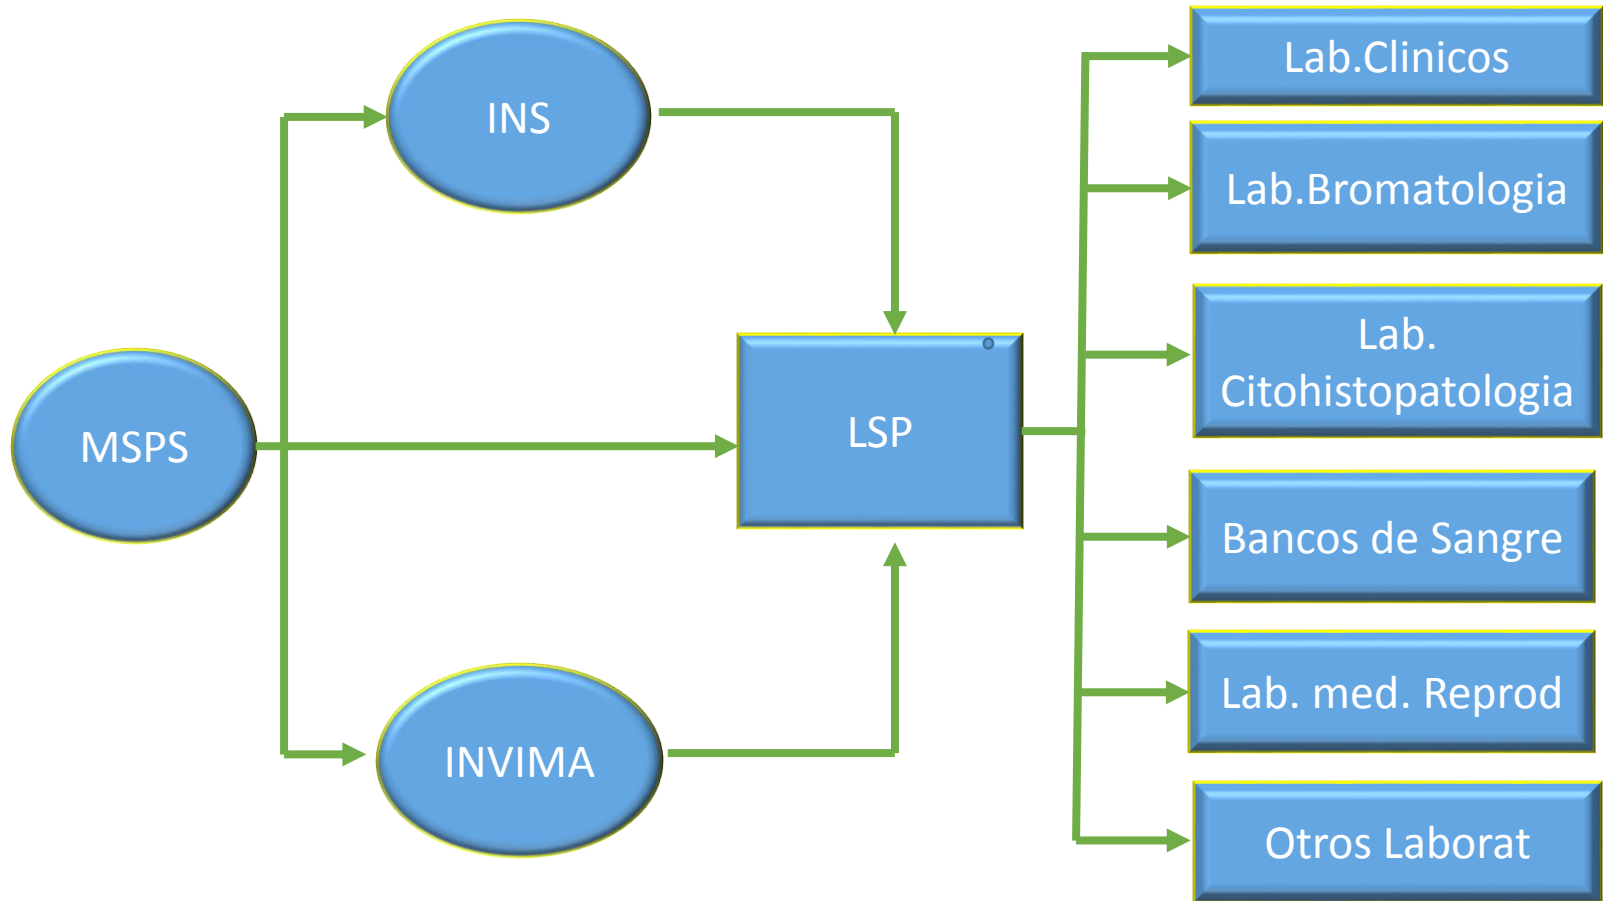 MSPS
INS
INVIMA
LSP
Lab.Clinicos
Lab.Bromatologia
Lab.
Citohistopatologia
Bancos de Sangre
Lab. med. Reprod
Otros Laborat